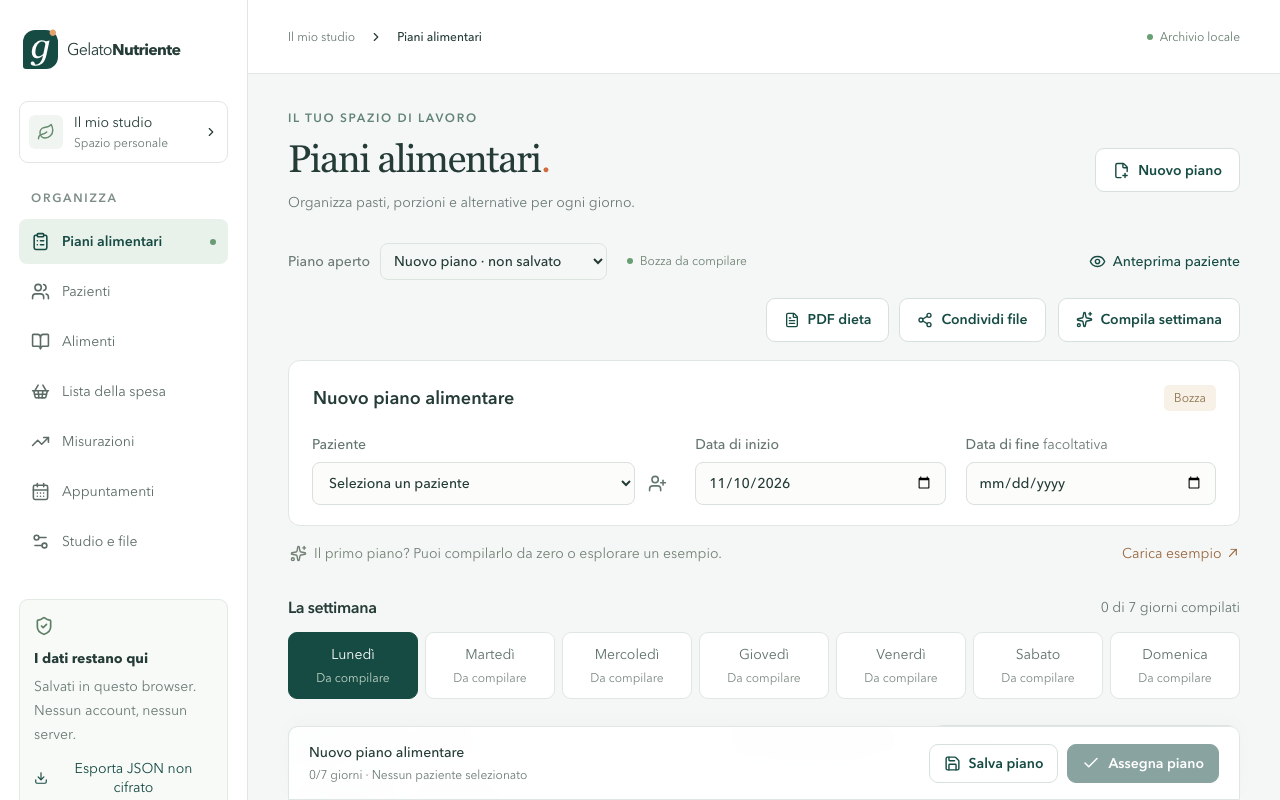 g GelatoNutriente
Il mio studio
Spazio personale
ORGANIZZA
Piani alimentari
Pazienti
Alimenti
Lista della spesa
Misurazioni
Appuntamenti
Studio e file
I dati restano qui
Salvati in questo browser.
Nessun account, nessun
server.
Esporta JSON non
cifrato
Il mio studio Piani alimentari
Archivio locale
IL TUO SPAZIO DI LAVORO
Piani alimentari.
Organizza pasti, porzioni e alternative per ogni giorno.
Nuovo piano
Piano aperto Nuovo piano · non salvato Bozza da compilare
Anteprima paziente
PDF dieta Condividi file Compila settimana
Nuovo piano alimentare Bozza
Paziente Data di inizio Data di fine facoltativa
Seleziona un paziente 11/10/2026 mm/dd/yyyy
Il primo piano? Puoi compilarlo da zero o esplorare un esempio. Carica esempio
La settimana 0 di 7 giorni compilati
Lunedì Martedì Mercoledì Giovedì Venerdì Sabato Domenica
Da compilare Da compilare Da compilare Da compilare Da compilare Da compilare Da compilare
Nuovo piano alimentare
0/7 giorni · Nessun paziente selezionato
Salva piano Assegna piano